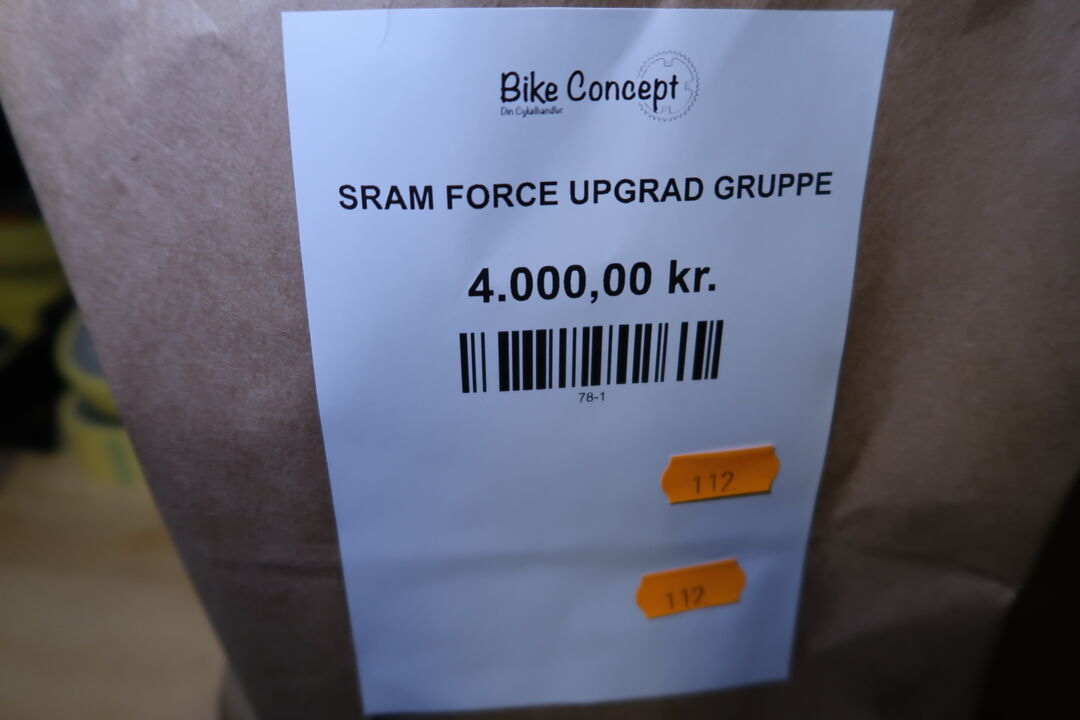 Bike Concept
Din Cykelhandler
SRAM FORCE UPGRAD GRUPPE
4.000,00 kr.
78-1
112
112